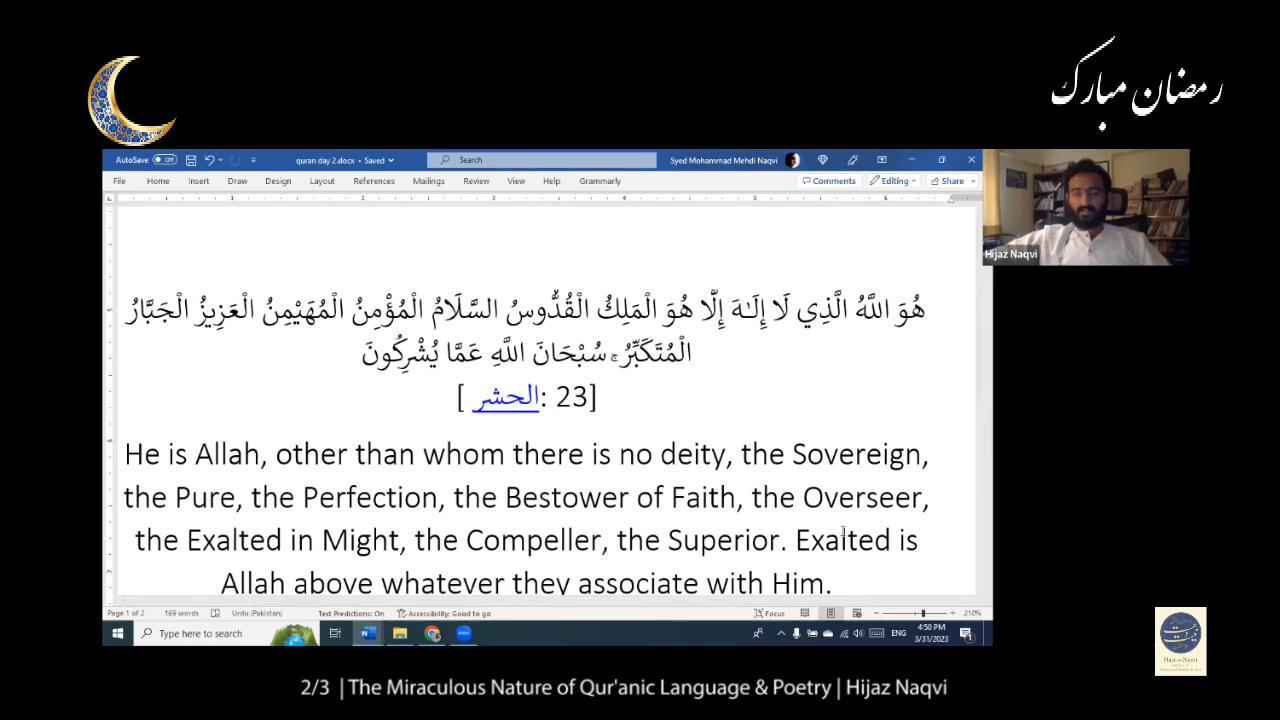 رمضان مبارک
AutoSave Off
quran day 2.docx • Saved
Search
Syed Mohammad Mehdi Naqvi
File Home Insert Draw Design Layout References Mailings Review View Help Grammarly
Comments Editing Share
Hijaz Naqvi
هُوَ اللَّهُ الَّذِي لَا إِلَٰهَ إِلَّا هُوَ الْمَلِكُ الْقُدُّوسُ السَّلَامُ الْمُؤْمِنُ الْمُهَيْمِنُ الْعَزِيزُ الْجَبَّارُ
الْمُتَكَبِّرُ ۚ سُبْحَانَ اللَّهِ عَمَّا يُشْرِكُونَ
[ الحشر: 23]
He is Allah, other than whom there is no deity, the Sovereign,
the Pure, the Perfection, the Bestower of Faith, the Overseer,
the Exalted in Might, the Compeller, the Superior. Exalted is
Allah above whatever they associate with Him.
Page 1 of 2 169 words Urdu (Pakistan) Text Predictions: On Accessibility: Good to go Focus 210%
Type here to search
ENG
4:50 PM
3/31/2023
Hast-o-Neest
2/3 | The Miraculous Nature of Qur'anic Language & Poetry | Hijaz Naqvi